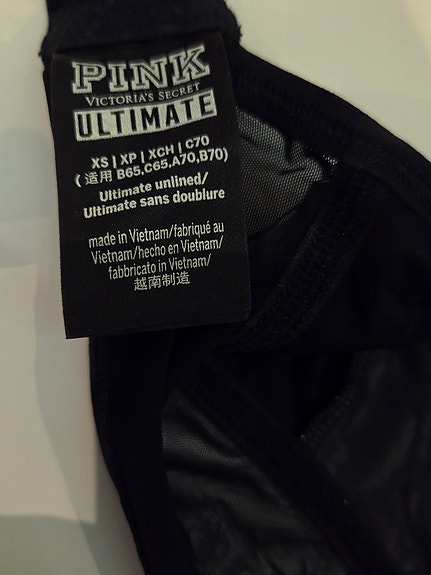 PINK
VICTORIA'S SECRET
ULTIMATE
XS | XP | XCH | C70
(适用 B65,C65,A70,B70)
Ultimate unlined/
Ultimate sans doublure
made in Vietnam/fabriqué au
Vietnam/hecho en Vietnam/
fabbricato in Vietnam/
越南制造